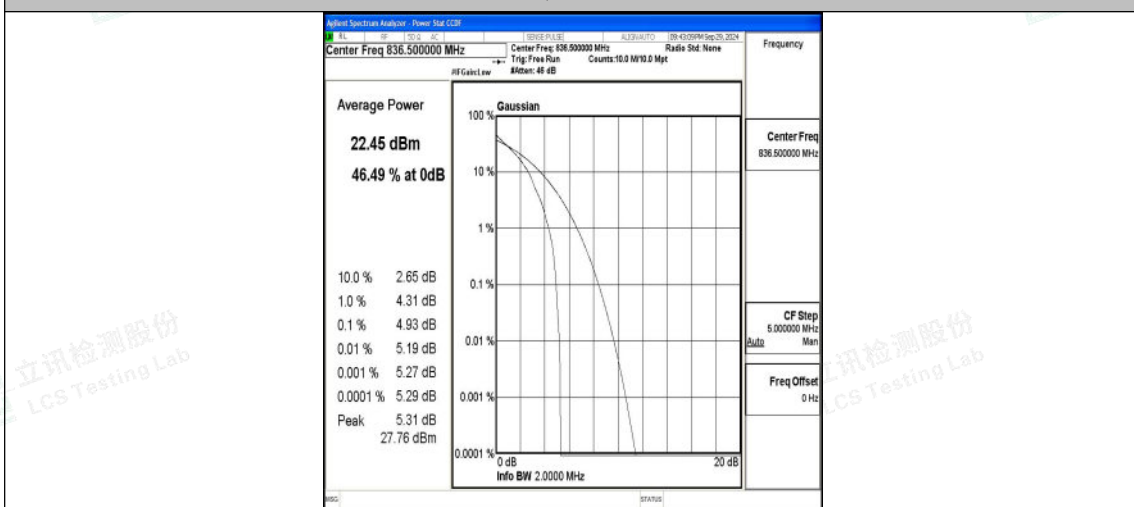 Agilent Spectrum Analyzer - Power Stat CCDF
RL RF 50 Ω AC SENSE:PULSE ALIGNAUTO 09:43:09PM Sep 29, 2024
Center Freq 836.500000 MHz
Center Freq: 836.500000 MHz Radio Std: None
Trig: Free Run Counts:10.0 M/10.0 Mpt
#IFGain:Low #Atten: 46 dB
Frequency
Average Power
22.45 dBm
46.49 % at 0dB
10.0 % 2.65 dB
1.0 % 4.31 dB
0.1 % 4.93 dB
0.01 % 5.19 dB
0.001 % 5.27 dB
0.0001 % 5.29 dB
Peak 5.31 dB
27.76 dBm
Gaussian
100 %
10 %
1 %
0.1 %
0.01 %
0.001 %
0.0001 %
0 dB 20 dB
Info BW 2.0000 MHz
Center Freq
836.500000 MHz
CF Step
5.000000 MHz
Auto Man
Freq Offset
0 Hz
MSG STATUS
立讯检测股份
LCS Testing Lab
立讯检测股份
LCS Testing Lab